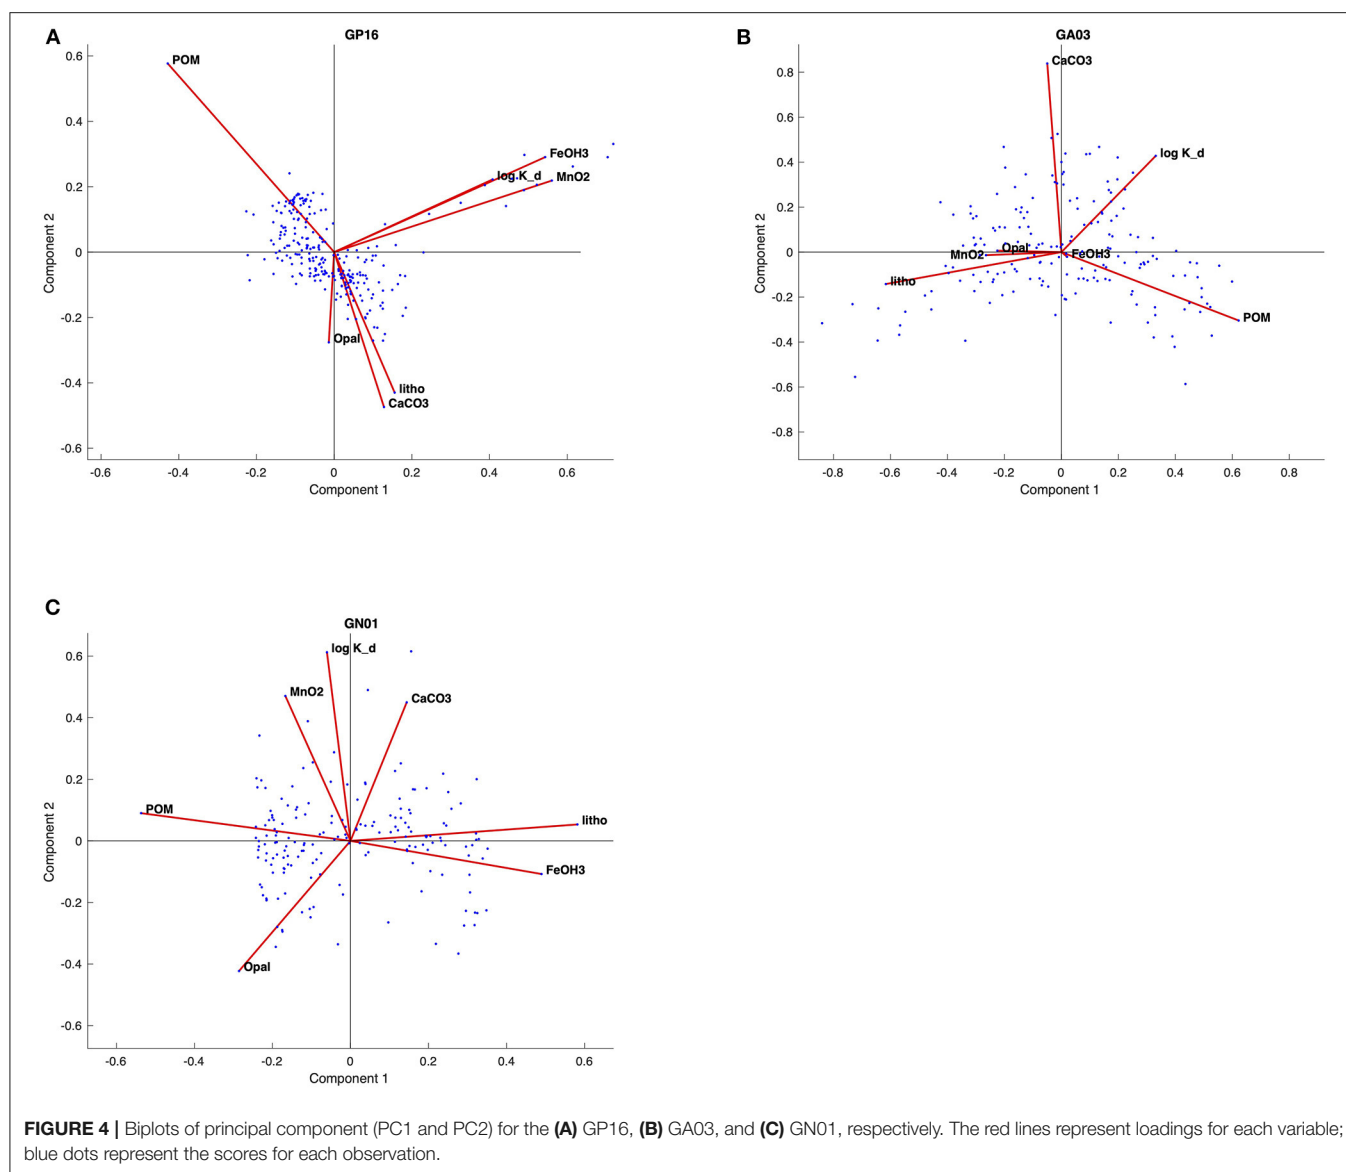 A
GP16
0.6
0.4
0.2
0
-0.2
-0.4
-0.6
Component 2
POM
FeOH3
log K_d
MnO2
Opal
litho
CaCO3
-0.6
-0.4
-0.2
0
0.2
0.4
0.6
Component 1
B
GA03
0.8
0.6
0.4
0.2
0
-0.2
-0.4
-0.6
-0.8
Component 2
CaCO3
log K_d
Opal
MnO2
FeOH3
litho
POM
-0.8
-0.6
-0.4
-0.2
0
0.2
0.4
0.6
0.8
Component 1
C
GN01
0.6
0.4
0.2
0
-0.2
-0.4
-0.6
Component 2
log K_d
MnO2
CaCO3
POM
litho
FeOH3
Opal
-0.6
-0.4
-0.2
0
0.2
0.4
0.6
Component 1
FIGURE 4 | Biplots of principal component (PC1 and PC2) for the (A) GP16, (B) GA03, and (C) GN01, respectively. The red lines represent loadings for each variable;
blue dots represent the scores for each observation.